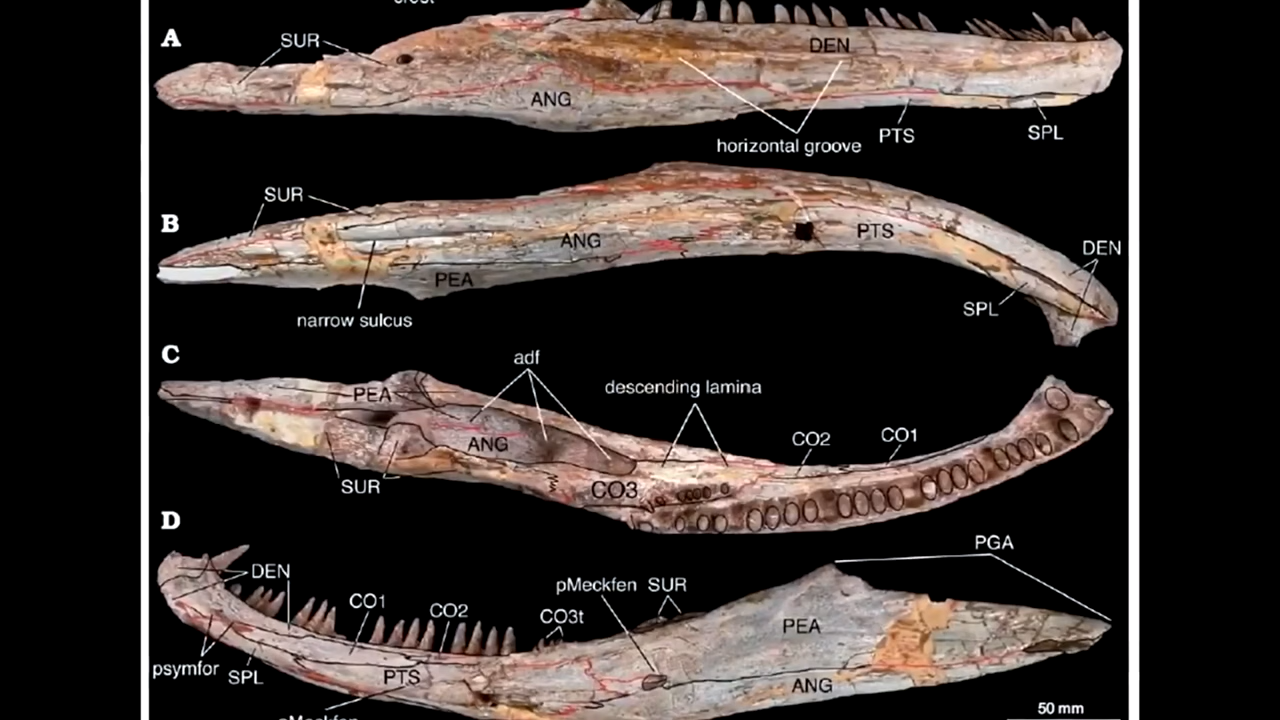 crest
A
SUR
DEN
ANG
horizontal groove
PTS
SPL
B
SUR
ANG
PTS
DEN
PEA
SPL
narrow sulcus
C
adf
descending lamina
PEA
ANG
CO2
CO1
SUR
CO3
D
PGA
DEN
pMeckfen
SUR
CO1
CO2
CO3t
PEA
psymfor
SPL
PTS
ANG
pMeckfen
50 mm